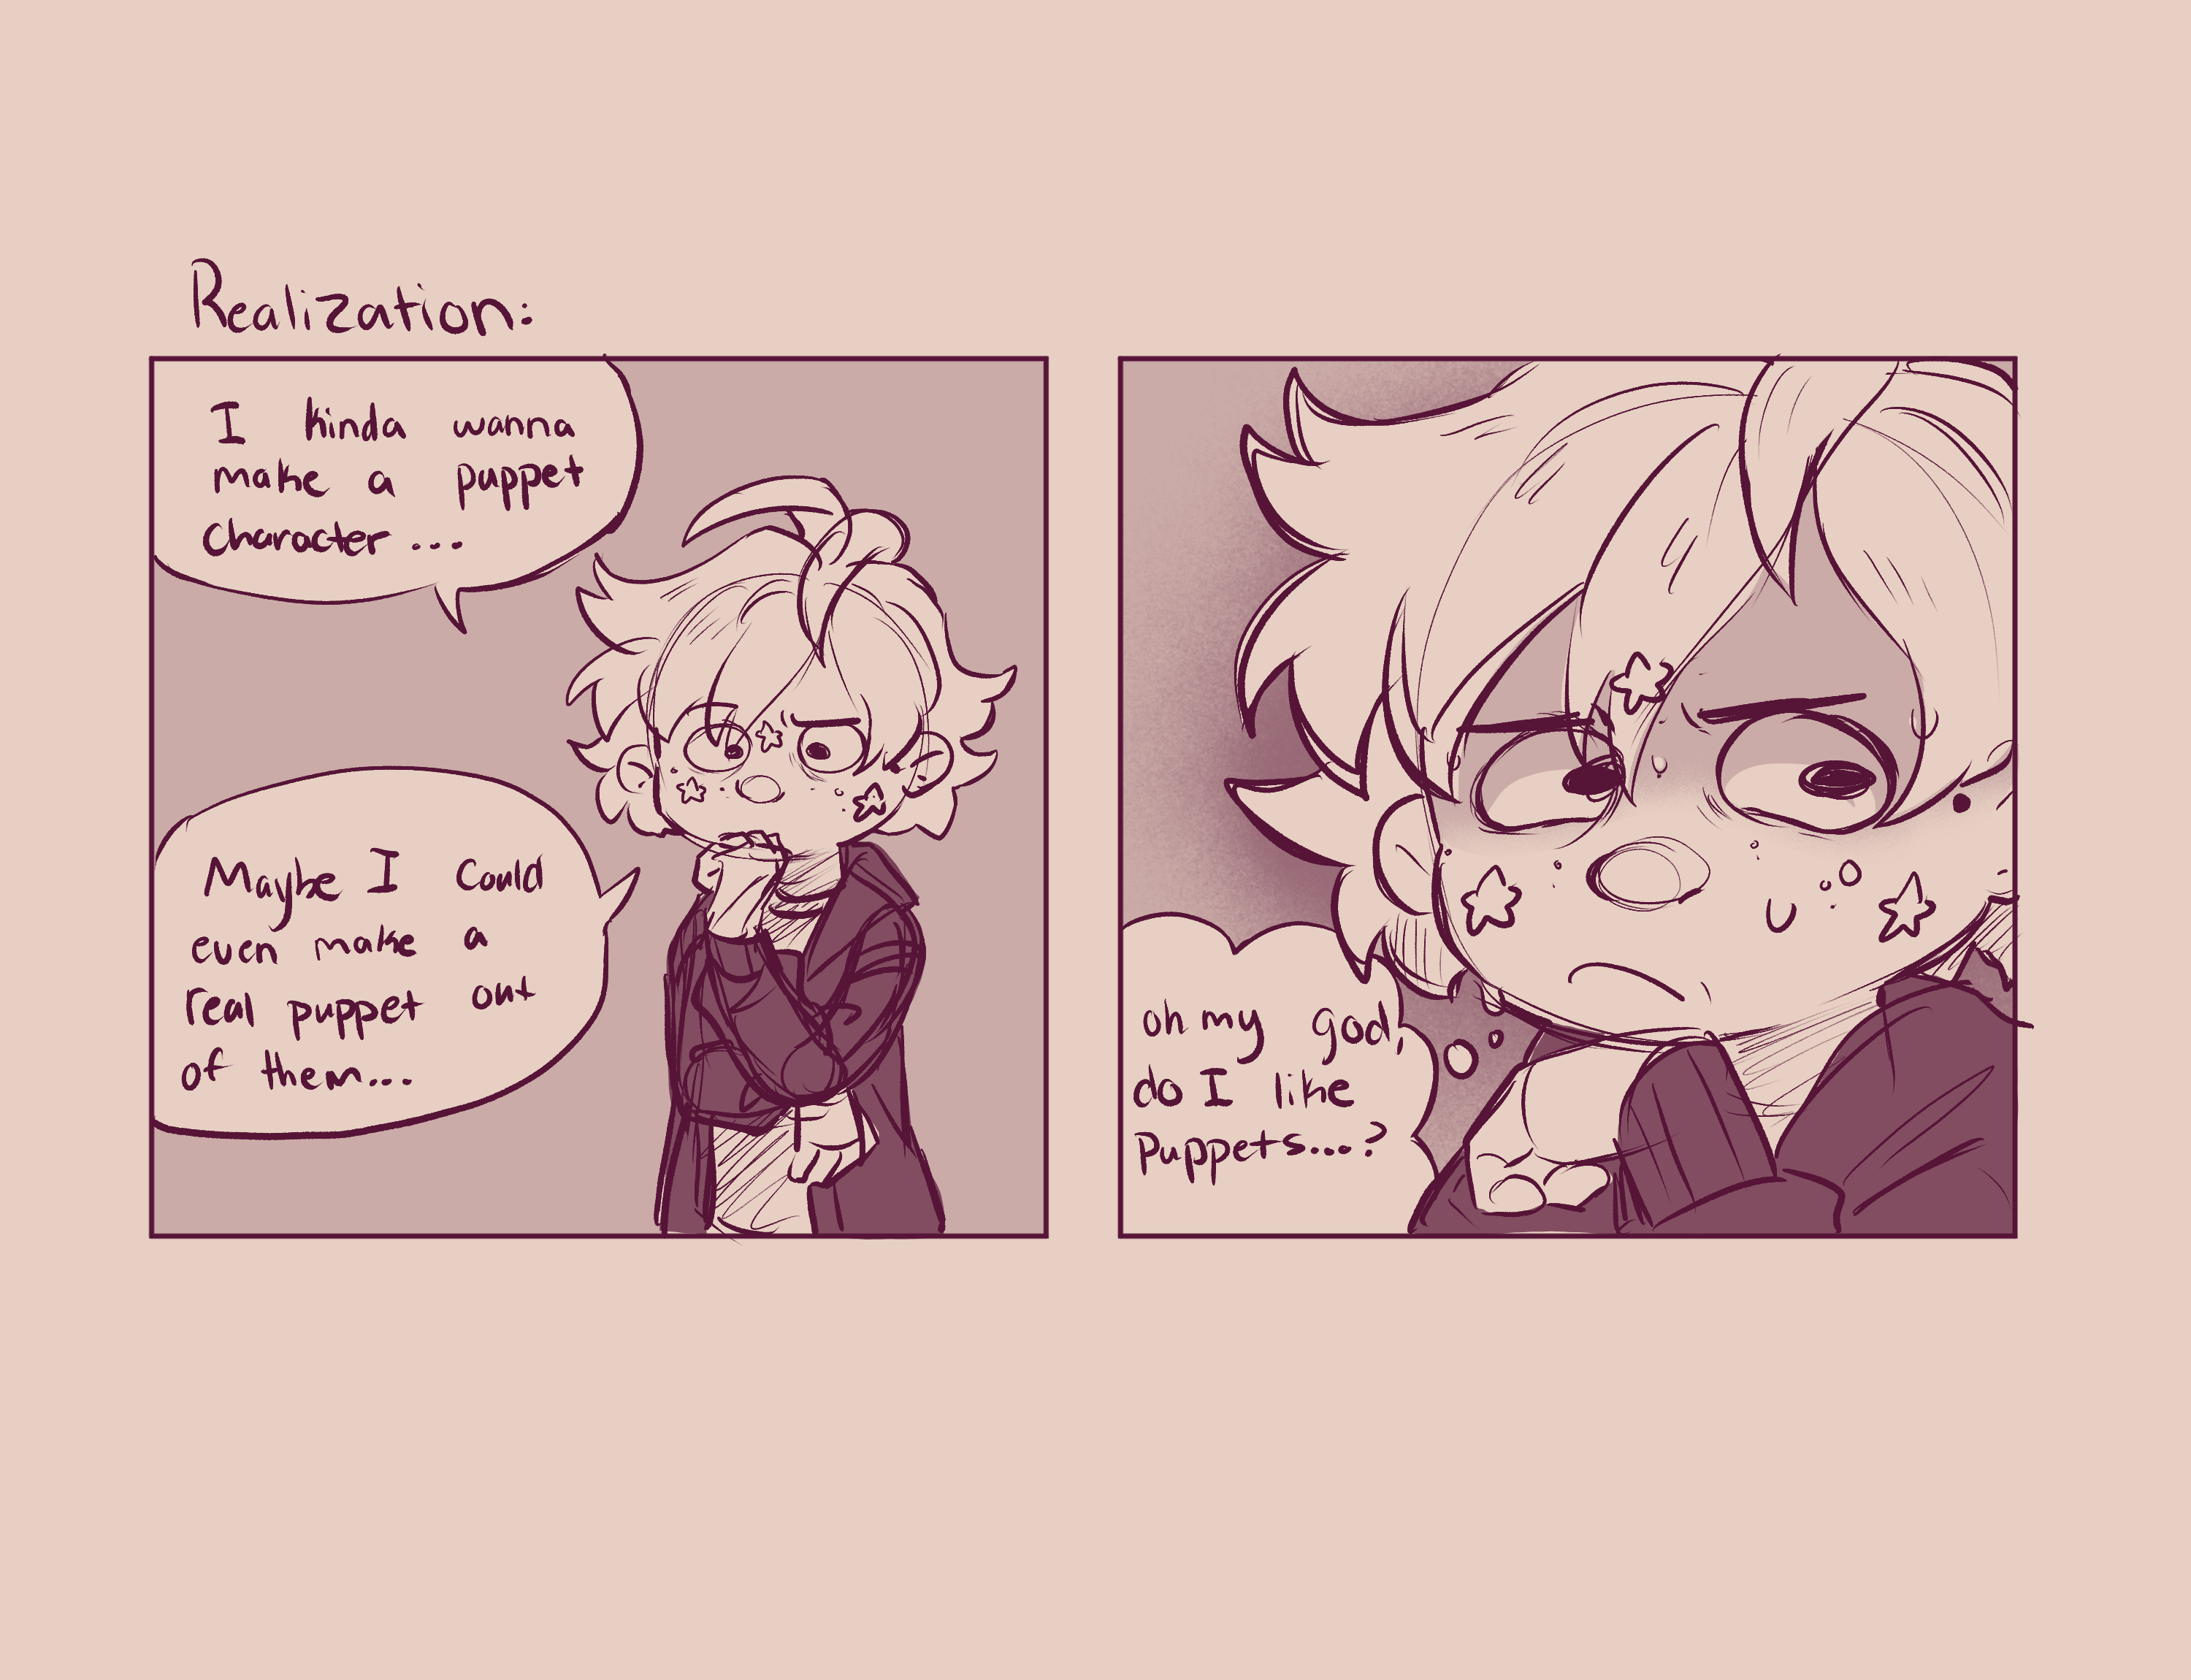 Realization:
I kinda wanna
make a puppet
character...
Maybe I could
even make a
real puppet out
of them...
oh my god,
do I like
Puppets...?